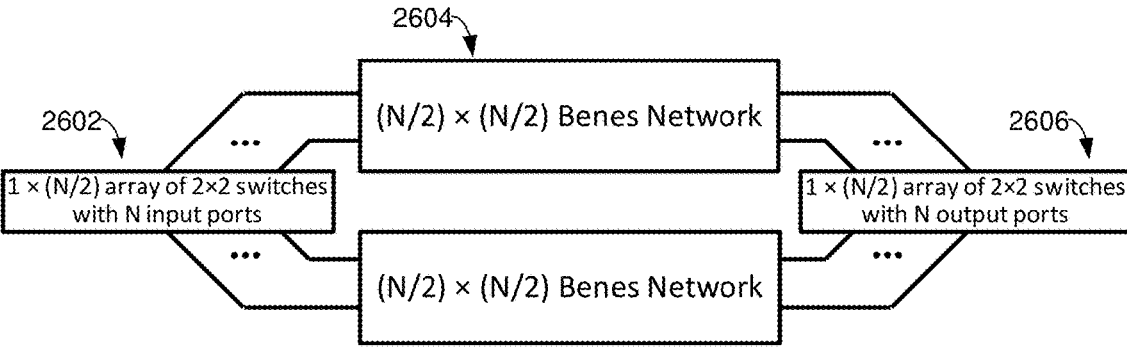 2604
(N/2) × (N/2) Benes Network
2602
...
...
2606
1 × (N/2) array of 2×2 switches
with N input ports
1 × (N/2) array of 2×2 switches
with N output ports
...
...
(N/2) × (N/2) Benes Network